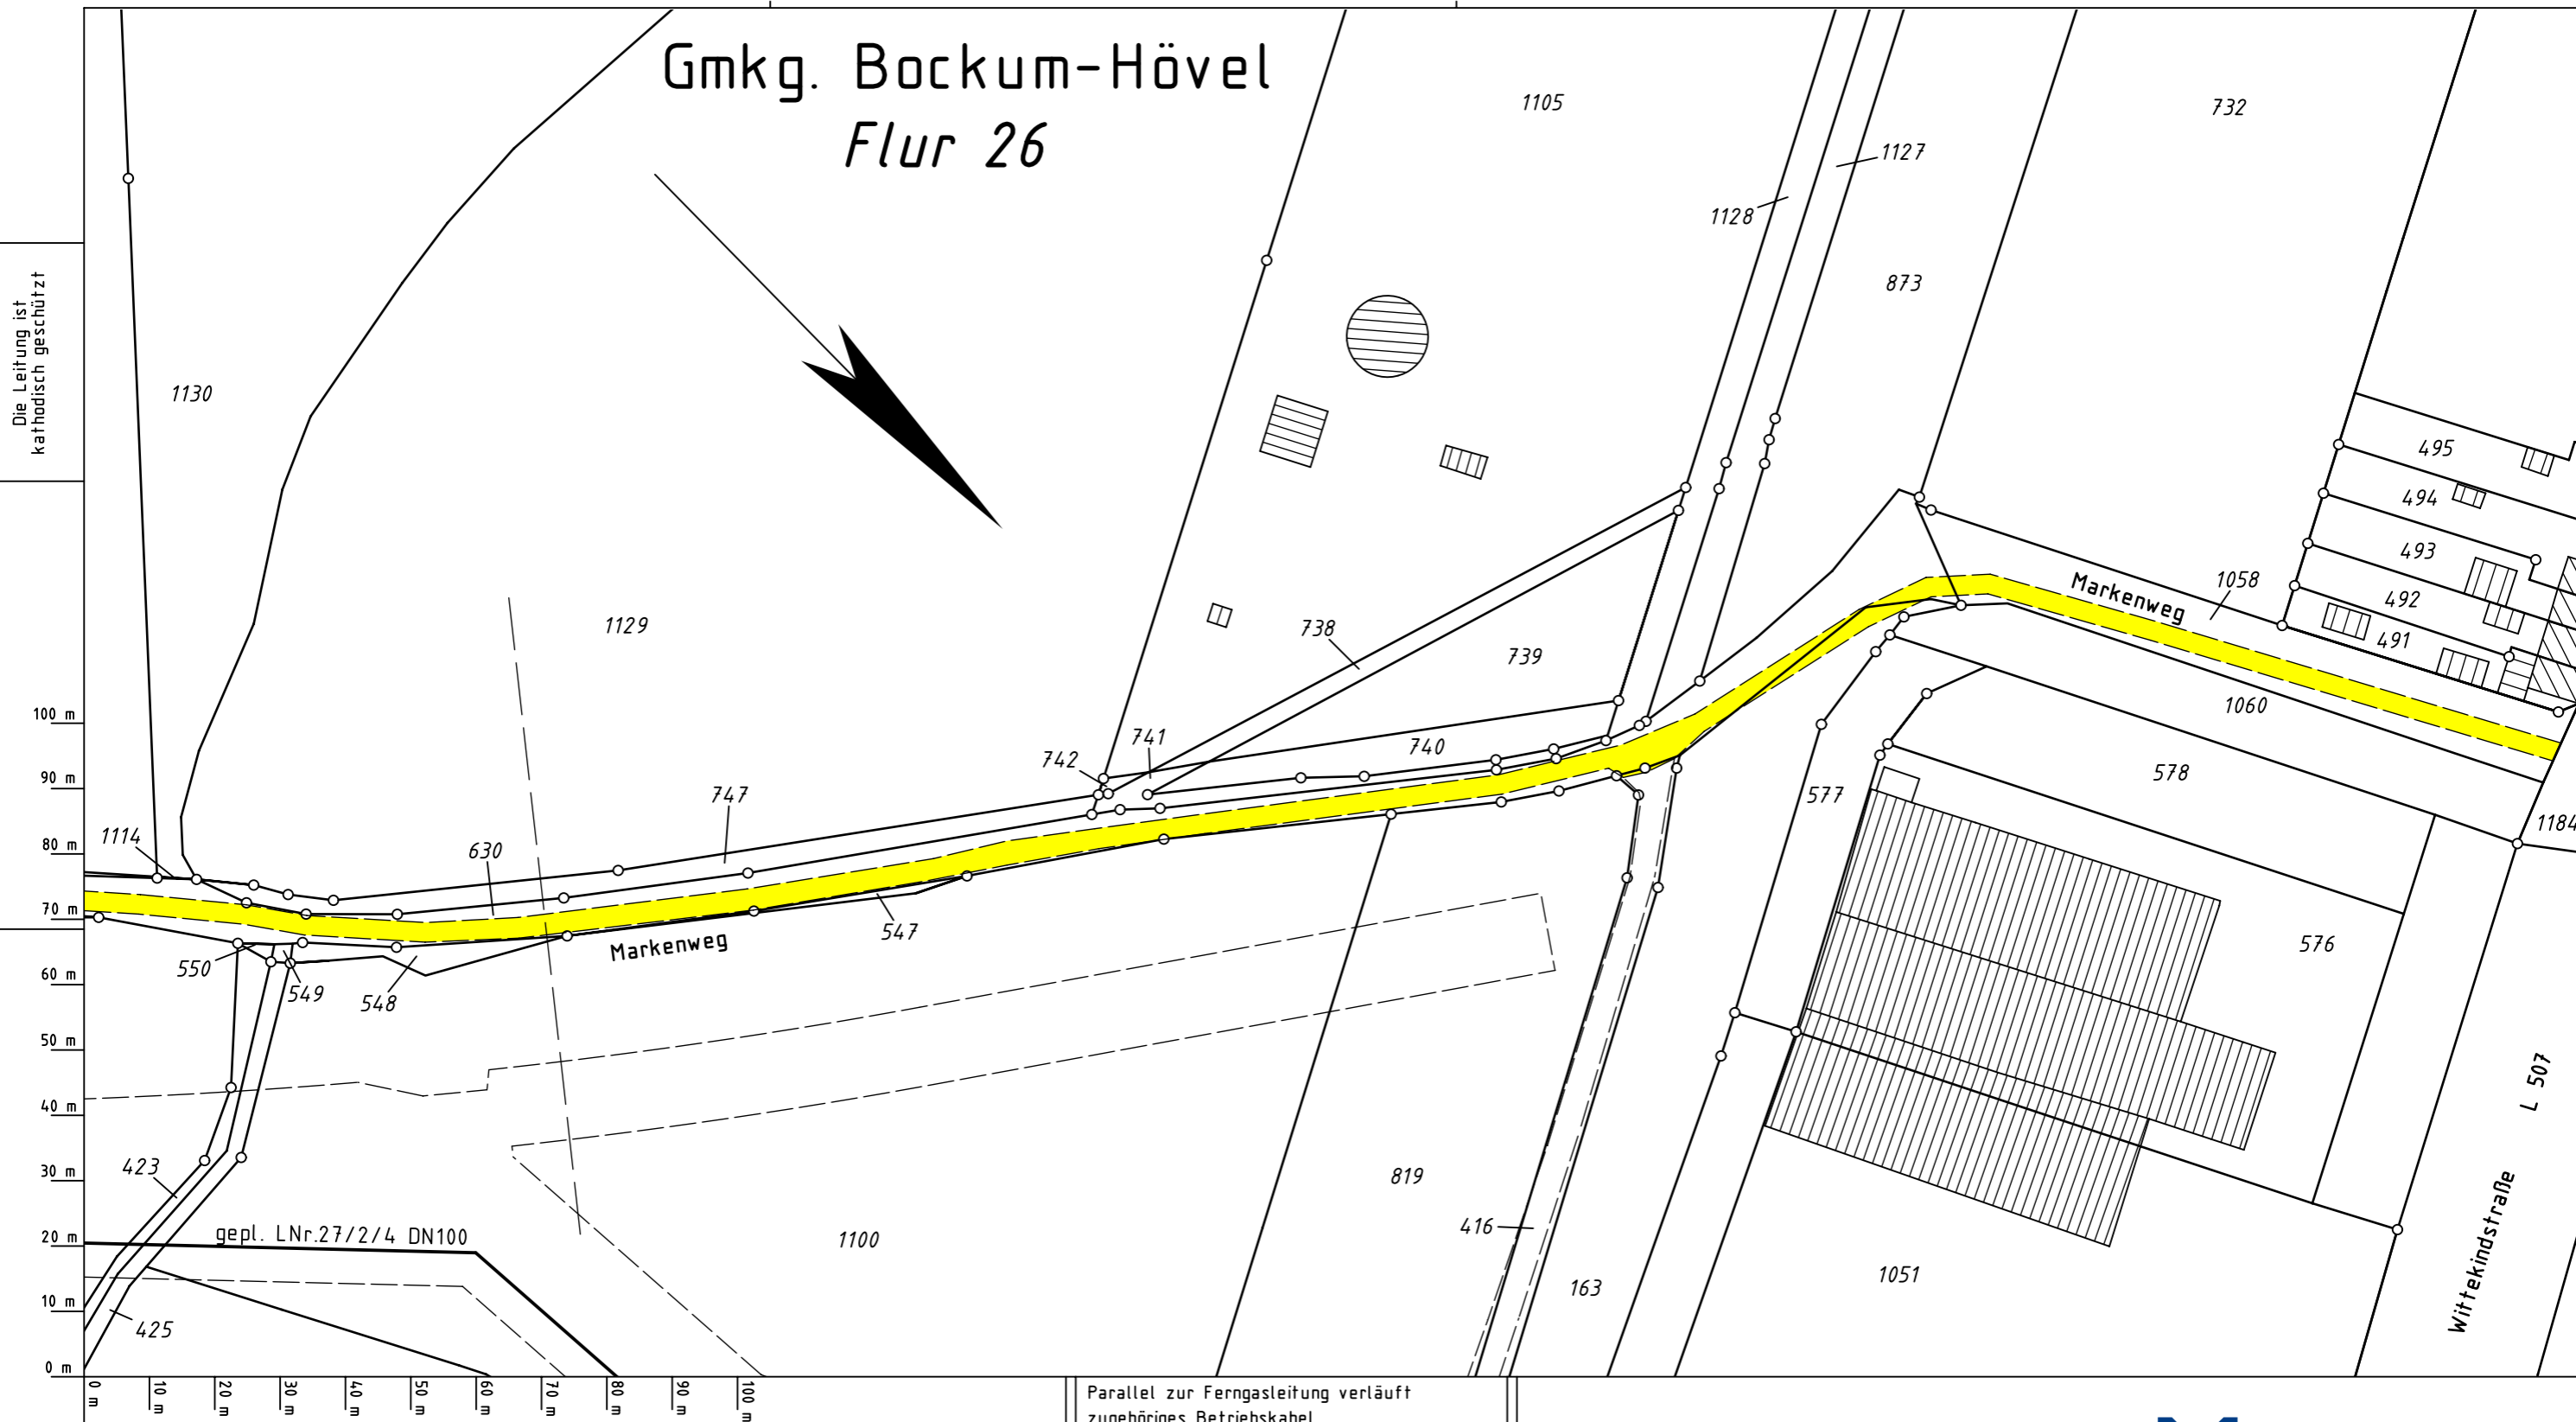 Gmkg. Bockum-Hövel
Flur 26
1105
732
1127
1128
873
Die Leitung ist
kathodisch geschützt
1130
495
494
493
492
491
Markenweg
1058
1129
738
739
1060
100 m
741
742
740
90 m
747
577
578
1114
630
1184
80 m
70 m
547
Markenweg
576
550
549
548
60 m
50 m
L 507
40 m
423
30 m
819
gepl. LNr.27/2/4 DN100
20 m
1100
416
Wittekindstraße
163
1051
10 m
425
0 m
0 m
10 m
20 m
30 m
40 m
50 m
60 m
70 m
80 m
90 m
100 m
Parallel zur Ferngasleitung verläuft
zugehöriges Betriebskabel